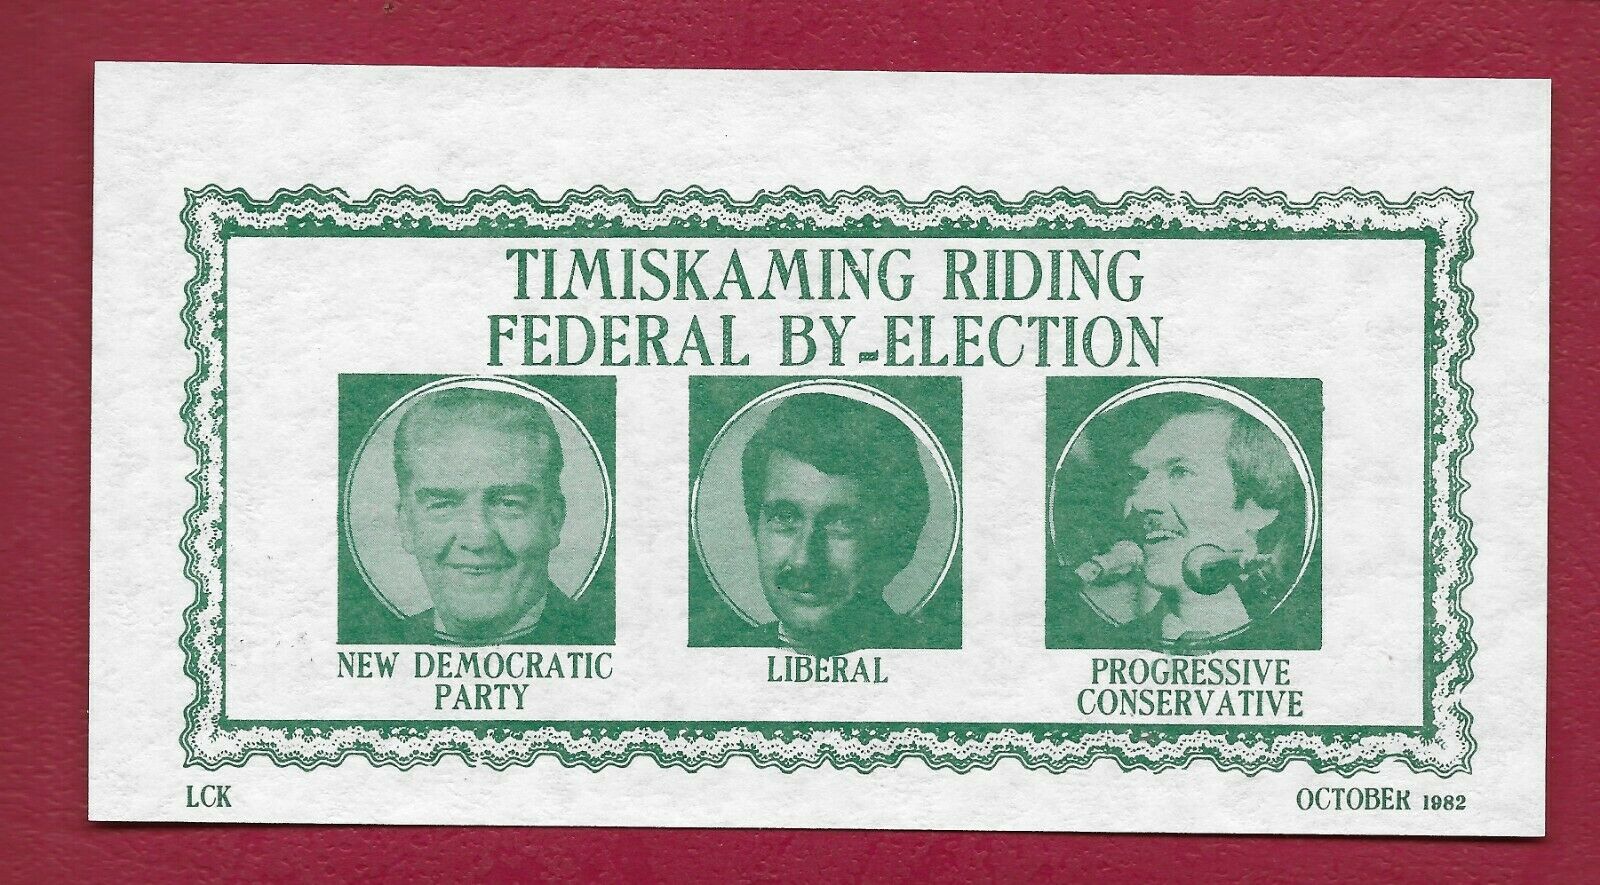 TIMISKAMING RIDING
FEDERAL BY-ELECTION
NEW DEMOCRATIC
PARTY
LIBERAL
PROGRESSIVE
CONSERVATIVE
LCK
OCTOBER 1982